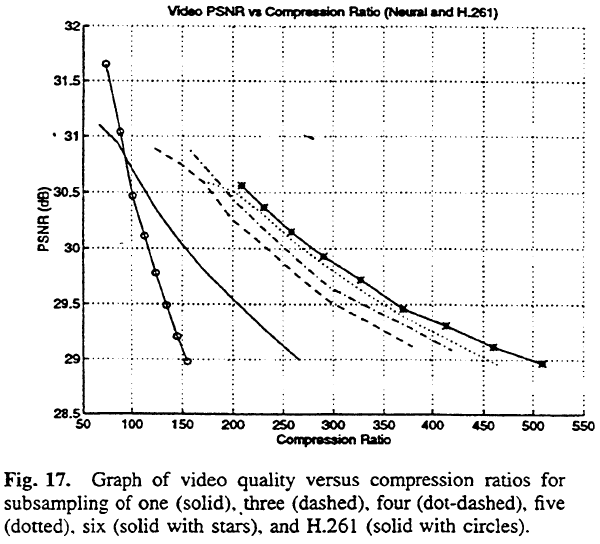 Video PSNR vs Compression Ratio (Neural and H.261)
32
31.5
31
30.5
30
29.5
29
28.5
PSNR (dB)
50 100 150 200 250 300 350 400 450 500 550
Compression Ratio
Fig. 17. Graph of video quality versus compression ratios for
subsampling of one (solid), three (dashed), four (dot-dashed), five
(dotted), six (solid with stars), and H.261 (solid with circles).